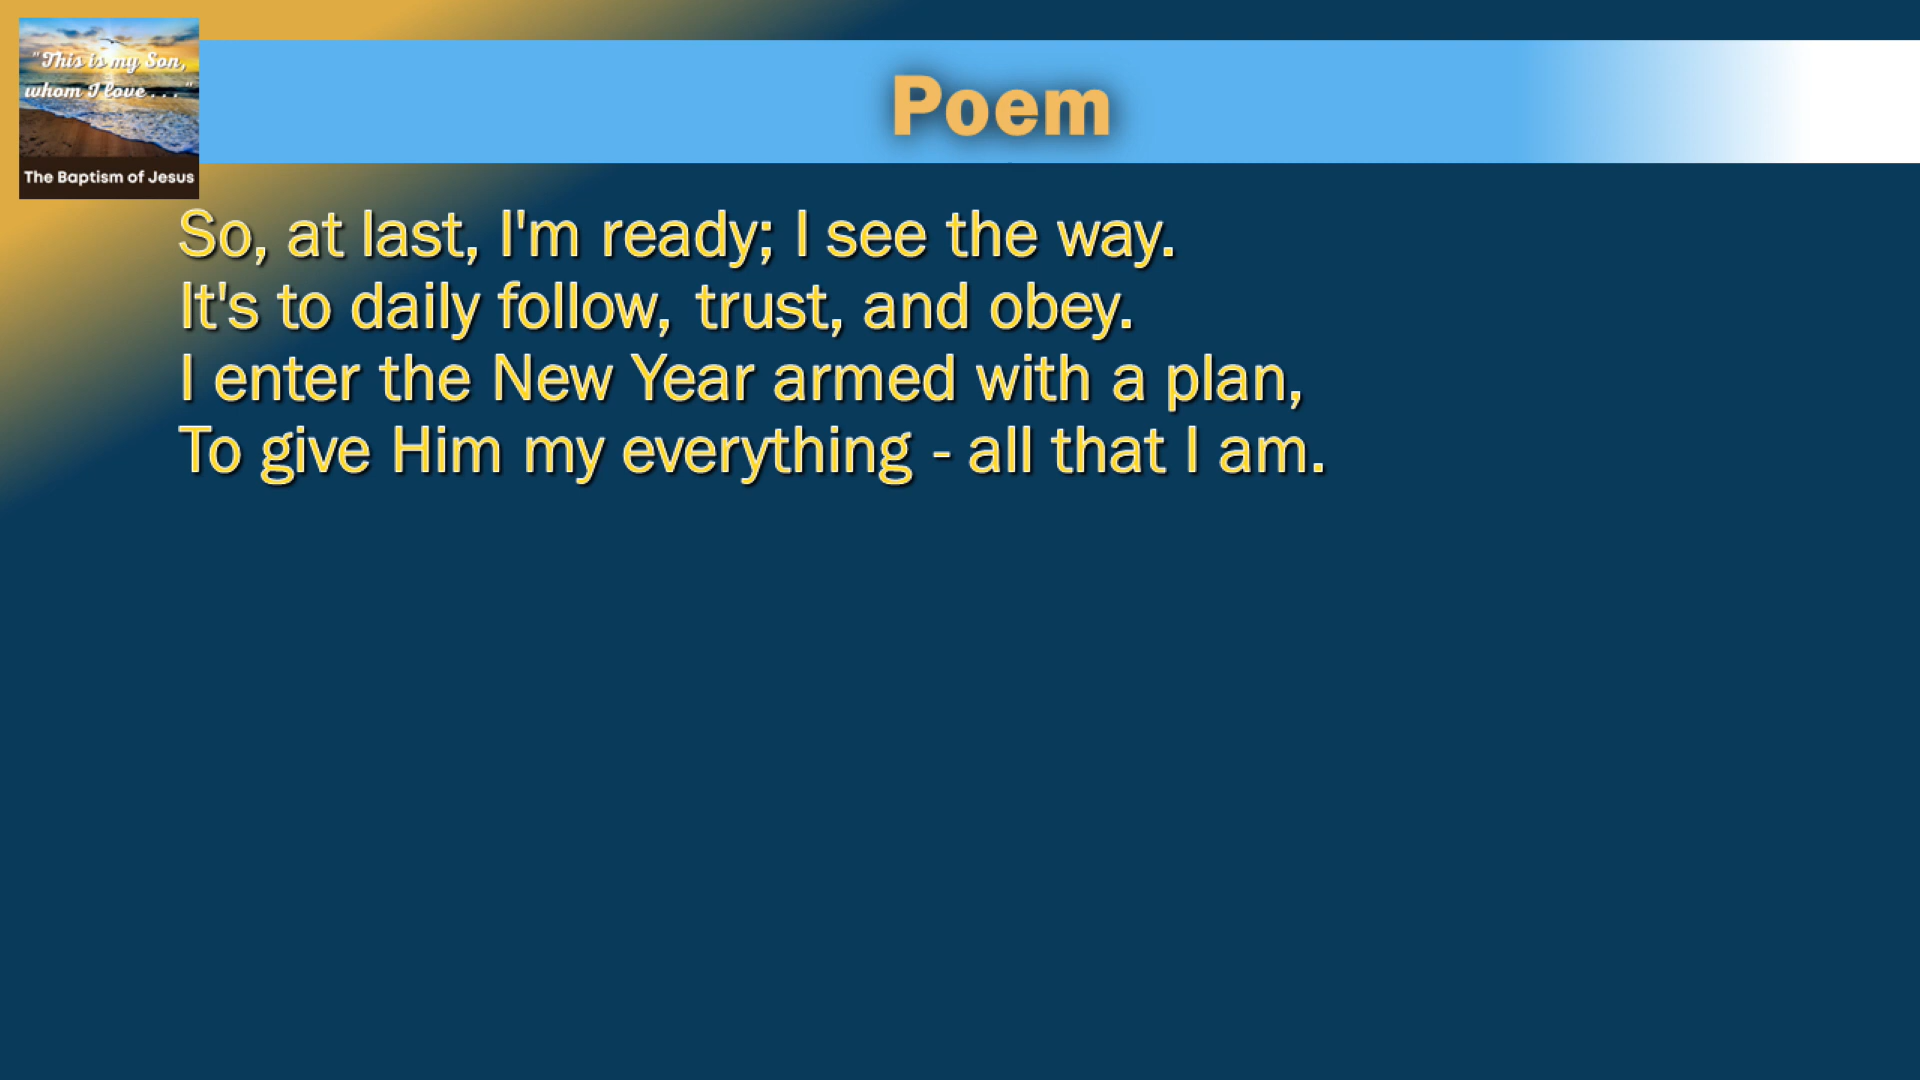 "This is my Son,
whom I love . . ."
The Baptism of Jesus
Poem
So, at last, I'm ready; I see the way.
It's to daily follow, trust, and obey.
I enter the New Year armed with a plan,
To give Him my everything - all that I am.